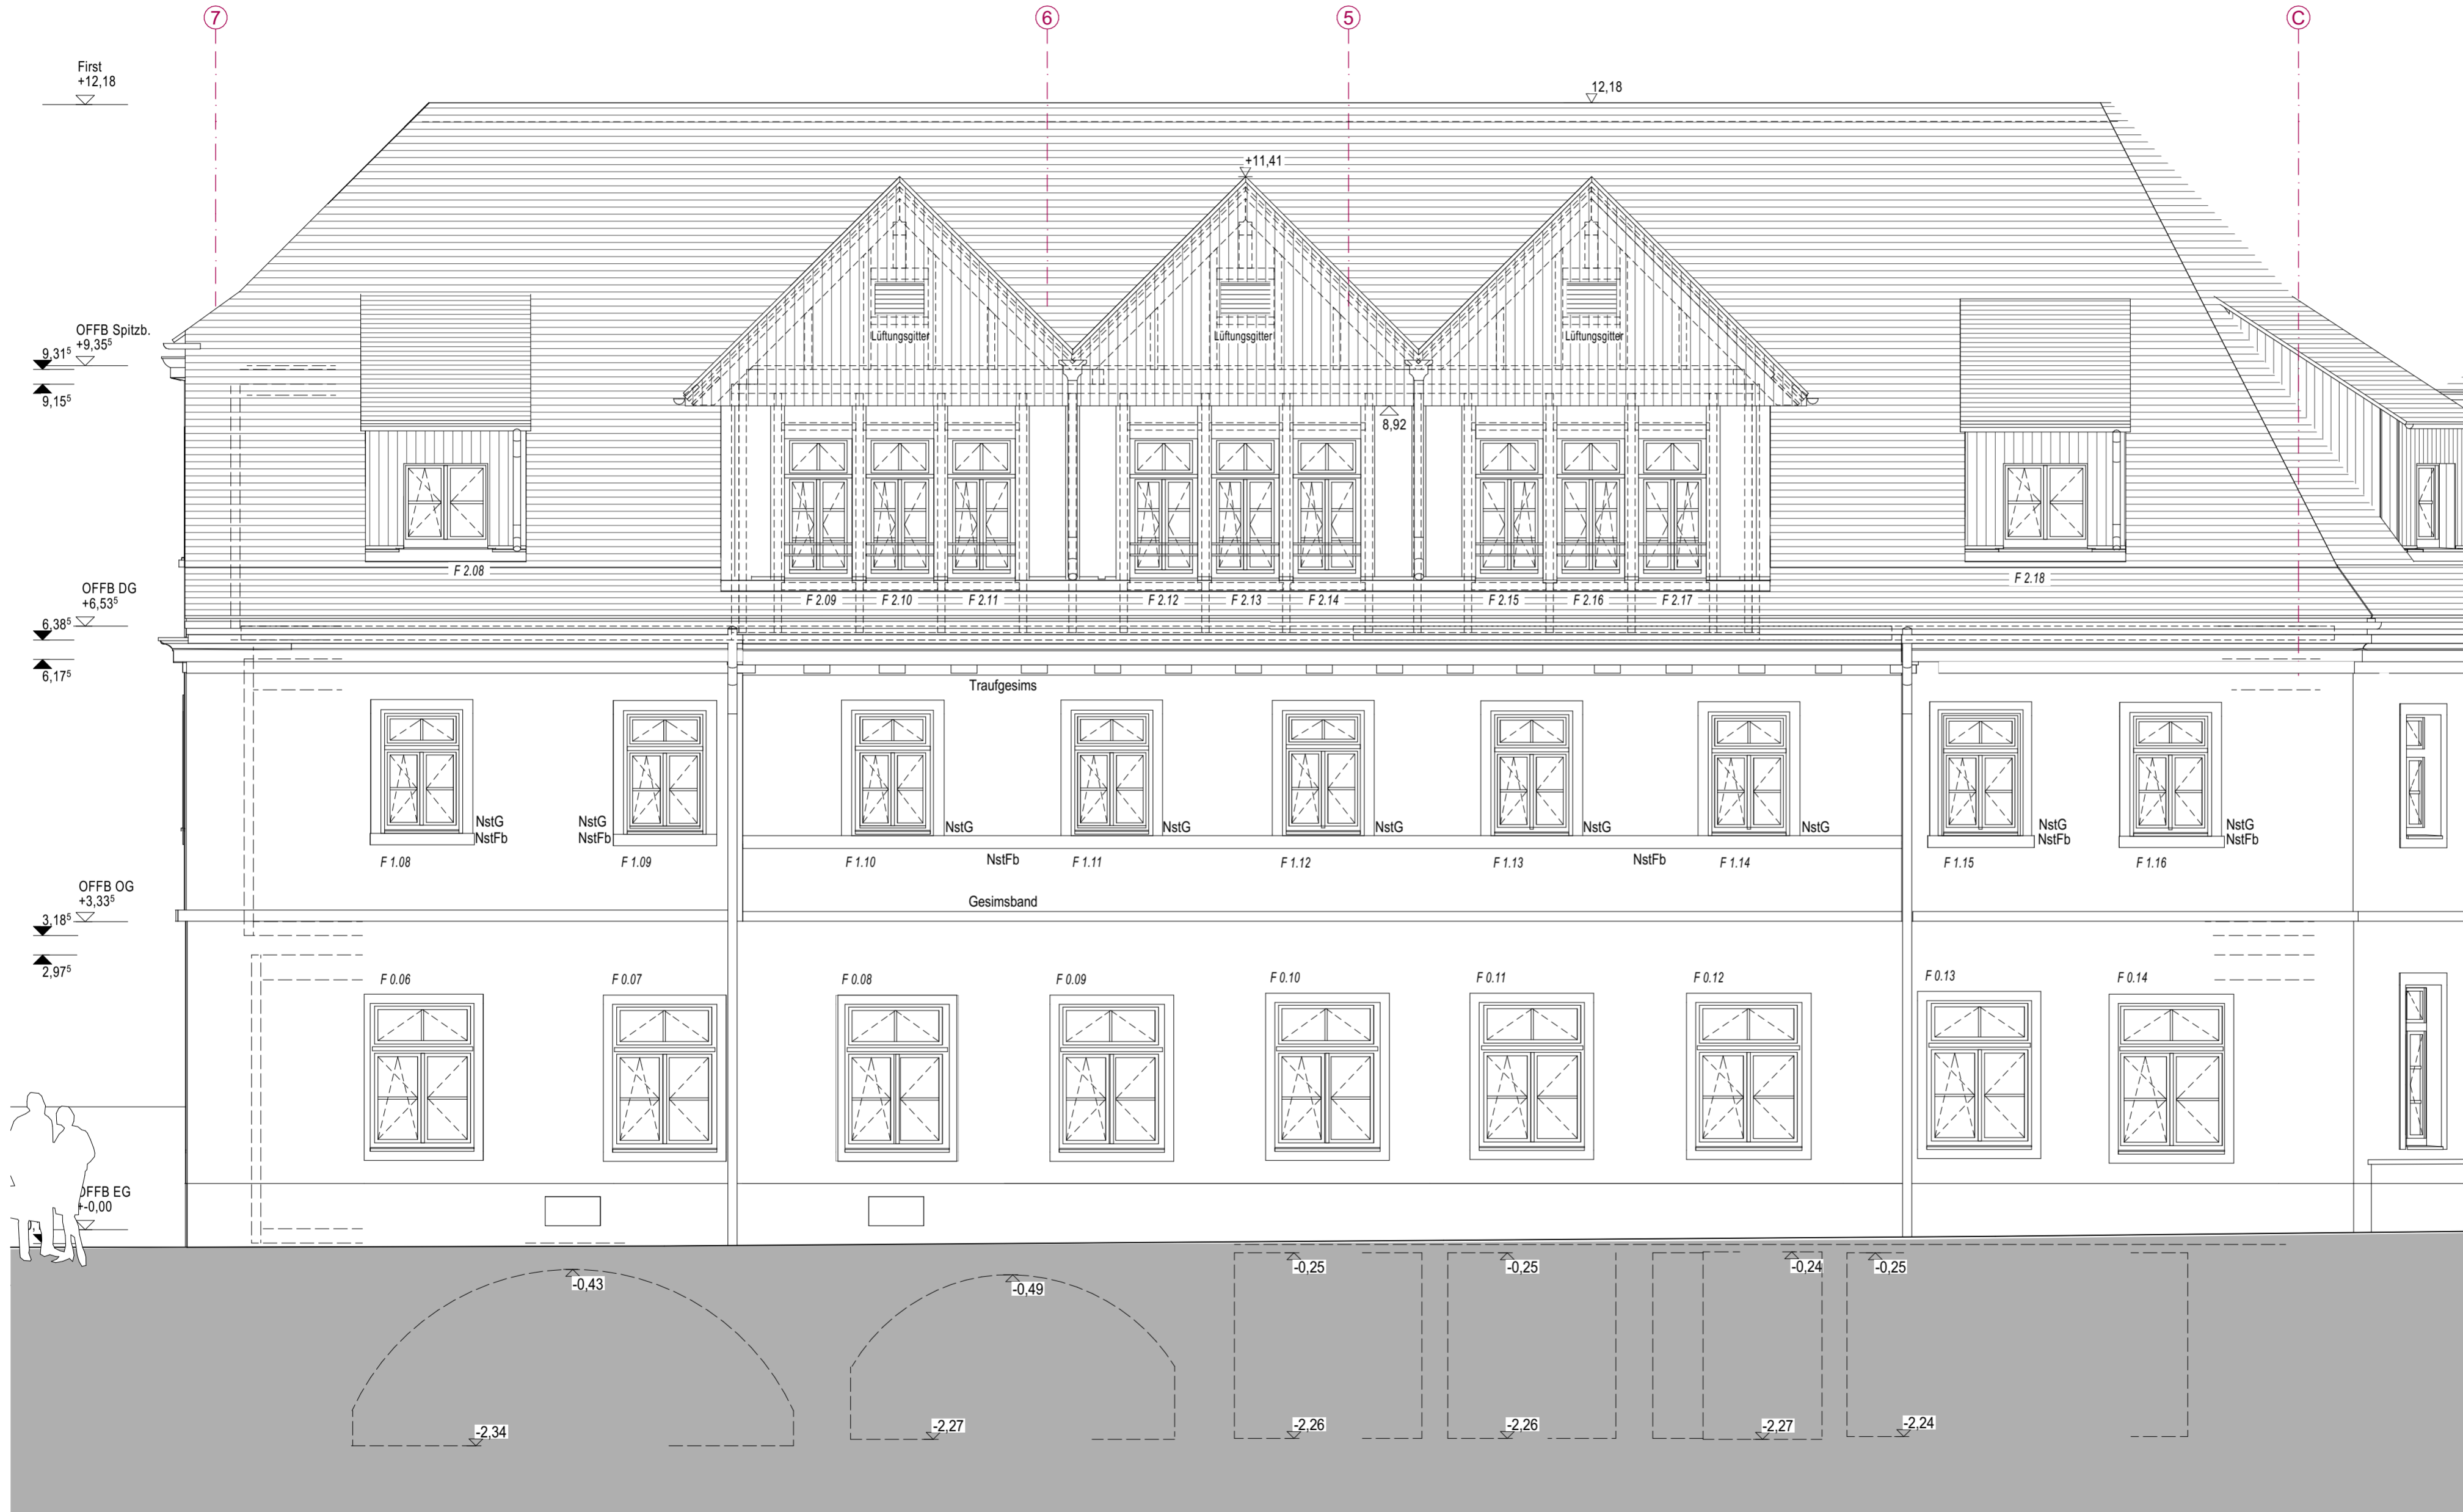 7
6
5
C
First
+12,18
12,18
+11,41
OFFB Spitzb.
+9,35⁵
9,31⁵
9,15⁵
Lüftungsgitter
Lüftungsgitter
Lüftungsgitter
8,92
F 2.08
F 2.18
OFFB DG
+6,53⁵
F 2.09
F 2.10
F 2.11
F 2.12
F 2.13
F 2.14
F 2.15
F 2.16
F 2.17
6,38⁵
6,17⁵
Traufgesims
NstG
NstFb
NstG
NstFb
NstG
NstG
NstG
NstG
NstG
NstG
NstFb
NstG
NstFb
F 1.08
F 1.09
F 1.10
NstFb
F 1.11
F 1.12
F 1.13
NstFb
F 1.14
F 1.15
F 1.16
OFFB OG
+3,33⁵
Gesimsband
3,18⁵
2,97⁵
F 0.06
F 0.07
F 0.08
F 0.09
F 0.10
F 0.11
F 0.12
F 0.13
F 0.14
OFFB EG
+-0,00
-0,43
-0,49
-0,25
-0,25
-0,24
-0,25
-2,34
-2,27
-2,26
-2,26
-2,27
-2,24